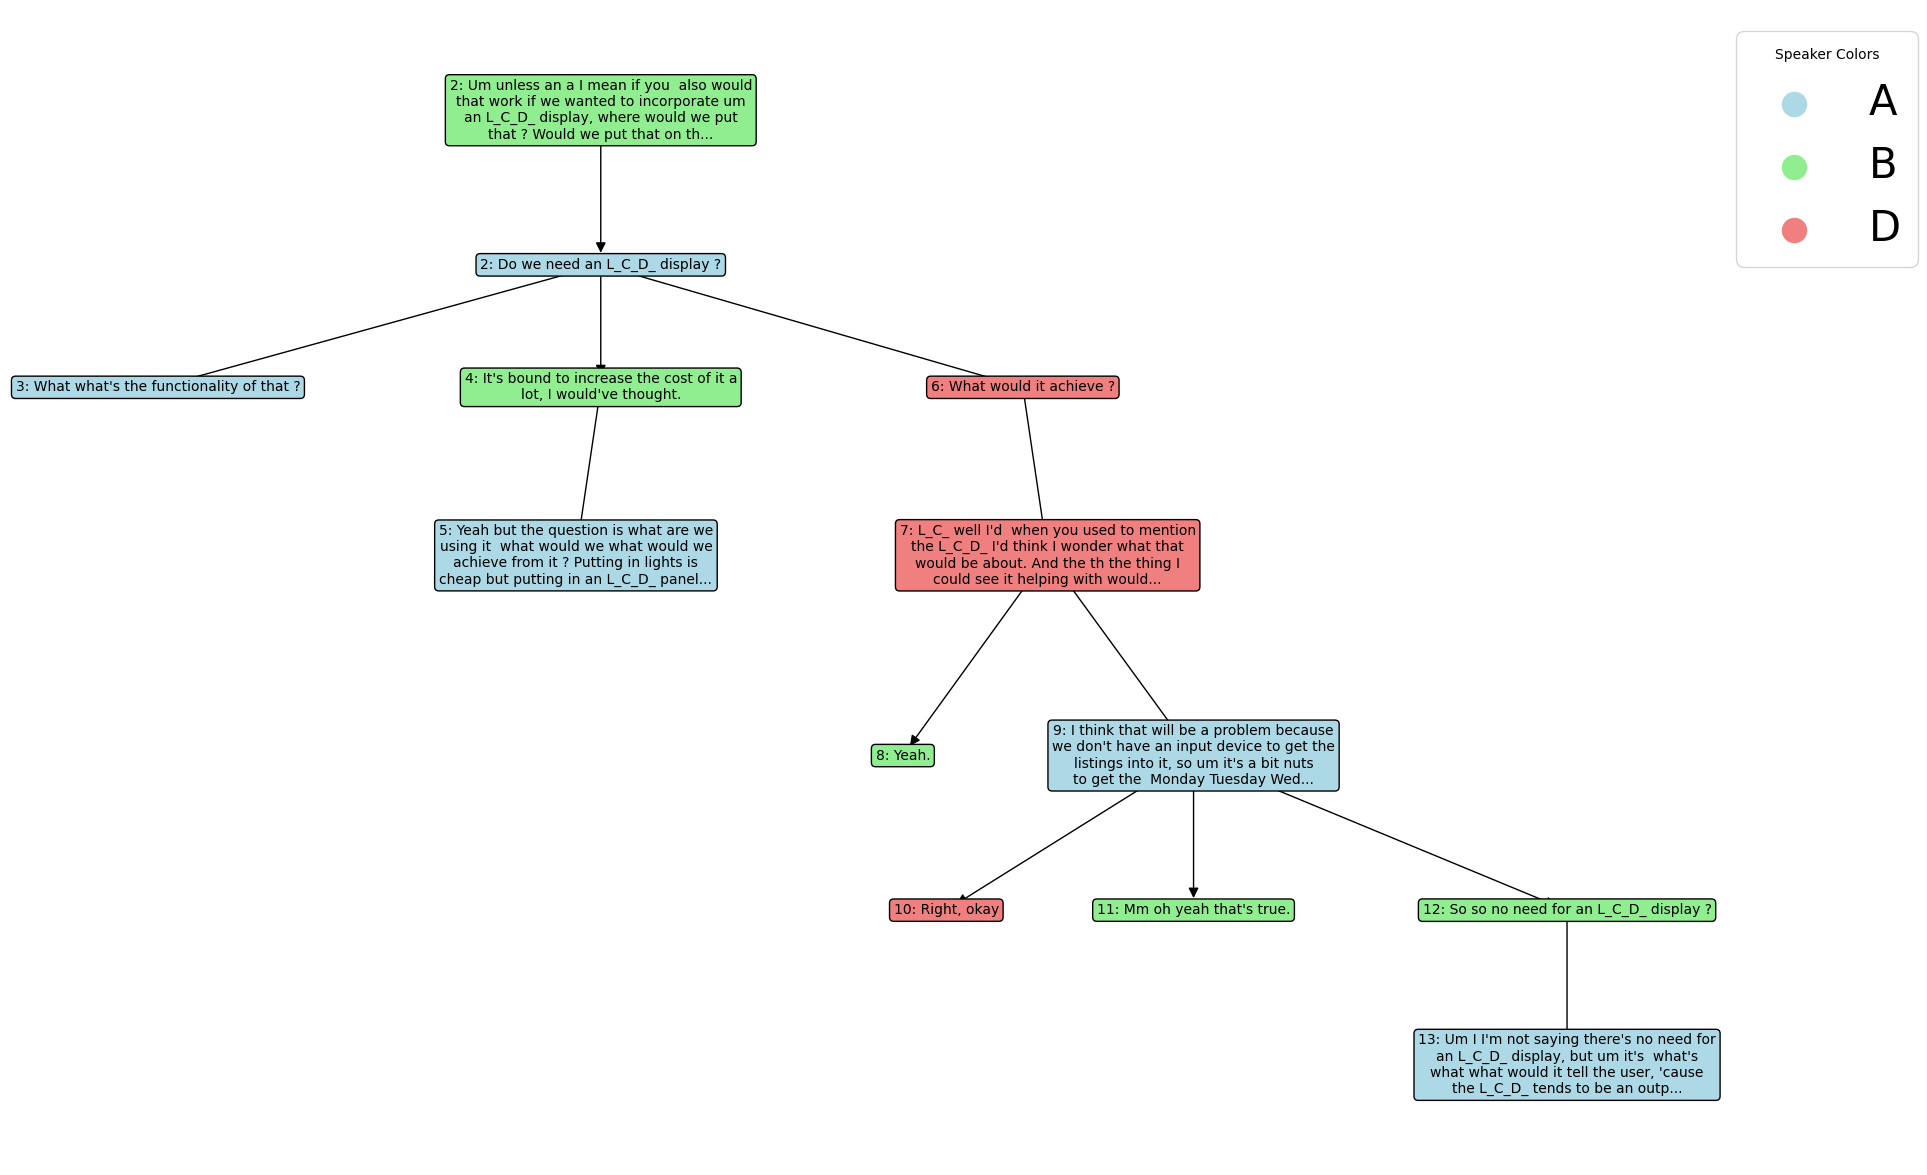 Speaker Colors
A
B
D
2: Um unless an a I mean if you  also would
that work if we wanted to incorporate um
an L_C_D_ display, where would we put
that ? Would we put that on th...
2: Do we need an L_C_D_ display ?
3: What what's the functionality of that ?
4: It's bound to increase the cost of it a
lot, I would've thought.
6: What would it achieve ?
5: Yeah but the question is what are we
using it  what would we what would we
achieve from it ? Putting in lights is
cheap but putting in an L_C_D_ panel...
7: L_C_ well I'd  when you used to mention
the L_C_D_ I'd think I wonder what that
would be about. And the th the thing I
could see it helping with would...
8: Yeah.
9: I think that will be a problem because
we don't have an input device to get the
listings into it, so um it's a bit nuts
to get the  Monday Tuesday Wed...
10: Right, okay
11: Mm oh yeah that's true.
12: So so no need for an L_C_D_ display ?
13: Um I I'm not saying there's no need for
an L_C_D_ display, but um it's  what's
what what would it tell the user, 'cause
the L_C_D_ tends to be an outp...